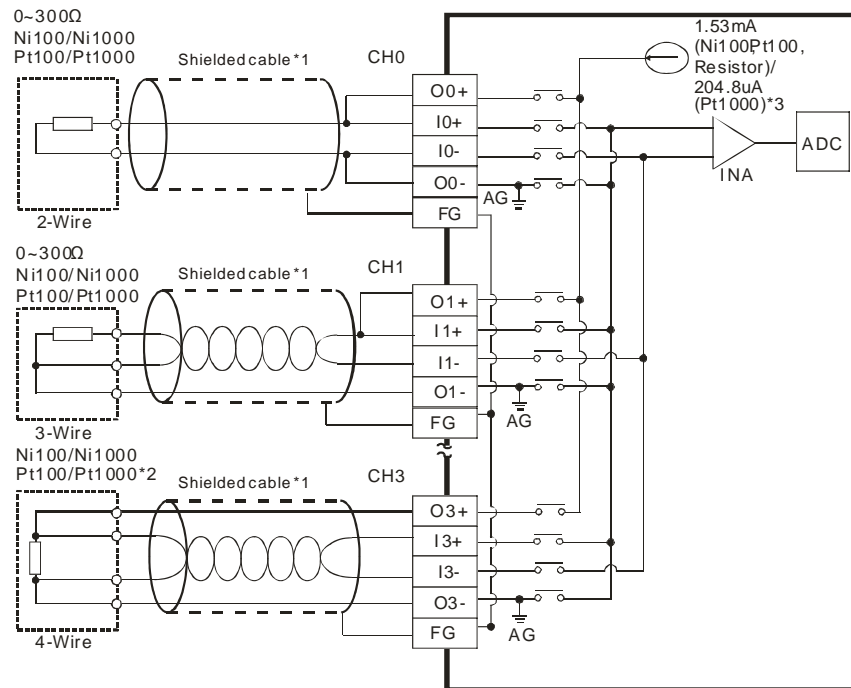 0~300Ω
Ni100/Ni1000
Pt100/Pt1000
Shielded cable *1
CH0
2-Wire
O0+
I0+
I0-
O0-
FG
AG
1.53mA
(Ni100,Pt100,
Resistor)/
204.8uA
(Pt1000)*3
INA
ADC
0~300Ω
Ni100/Ni1000
Pt100/Pt1000
Shielded cable *1
CH1
3-Wire
O1+
I1+
I1-
O1-
FG
AG
Ni100/Ni1000
Pt100/Pt1000*2
Shielded cable *1
CH3
4-Wire
O3+
I3+
I3-
O3-
FG
AG